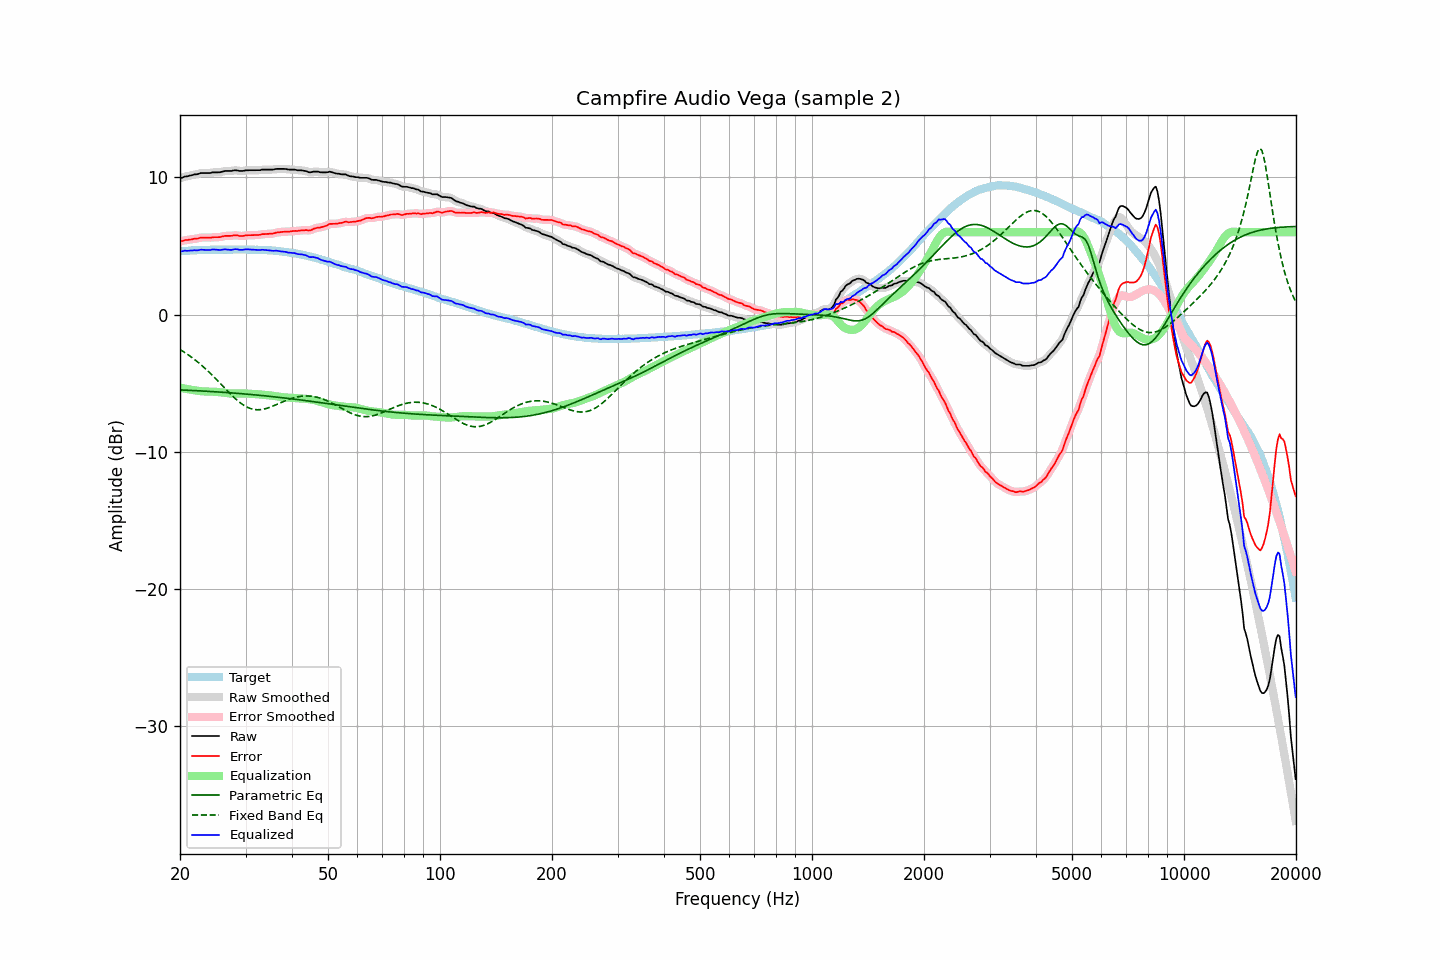 Campfire Audio Vega (sample 2)
10
0
−10
−20
−30
Amplitude (dBr)
Target
Raw Smoothed
Error Smoothed
Raw
Error
Equalization
Parametric Eq
Fixed Band Eq
Equalized
20 50 100 200 500 1000 2000 5000 10000 20000
Frequency (Hz)